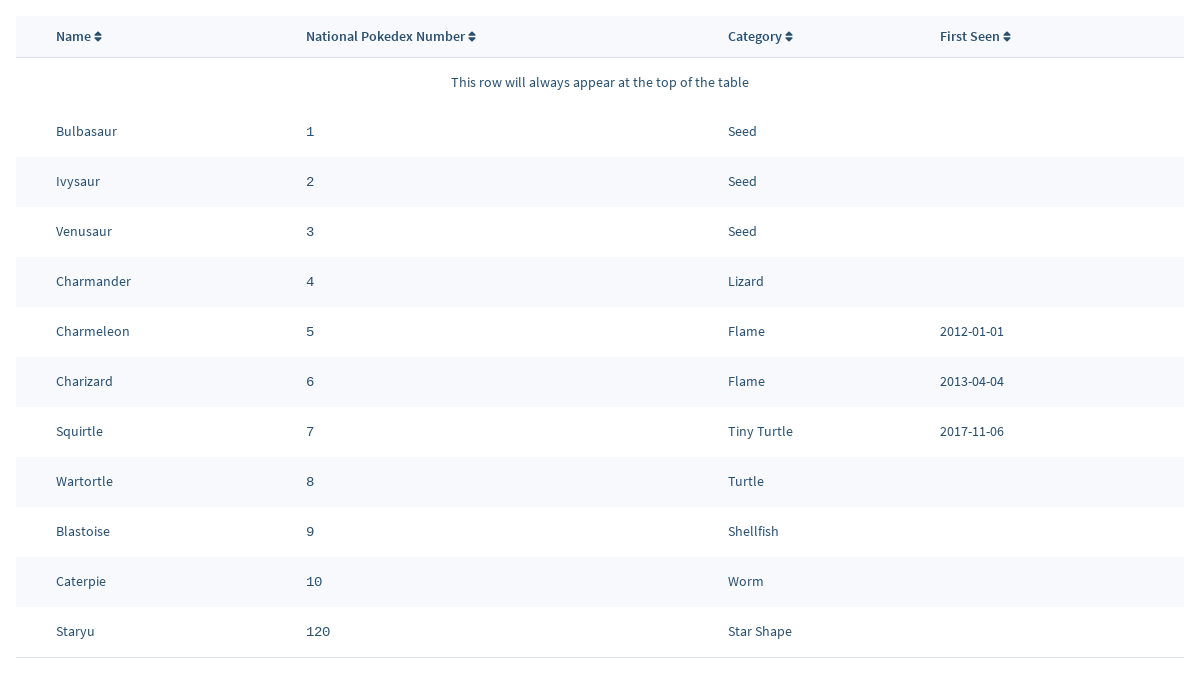 Name National Pokedex Number Category First Seen
This row will always appear at the top of the table
Bulbasaur 1 Seed
Ivysaur 2 Seed
Venusaur 3 Seed
Charmander 4 Lizard
Charmeleon 5 Flame 2012-01-01
Charizard 6 Flame 2013-04-04
Squirtle 7 Tiny Turtle 2017-11-06
Wartortle 8 Turtle
Blastoise 9 Shellfish
Caterpie 10 Worm
Staryu 120 Star Shape